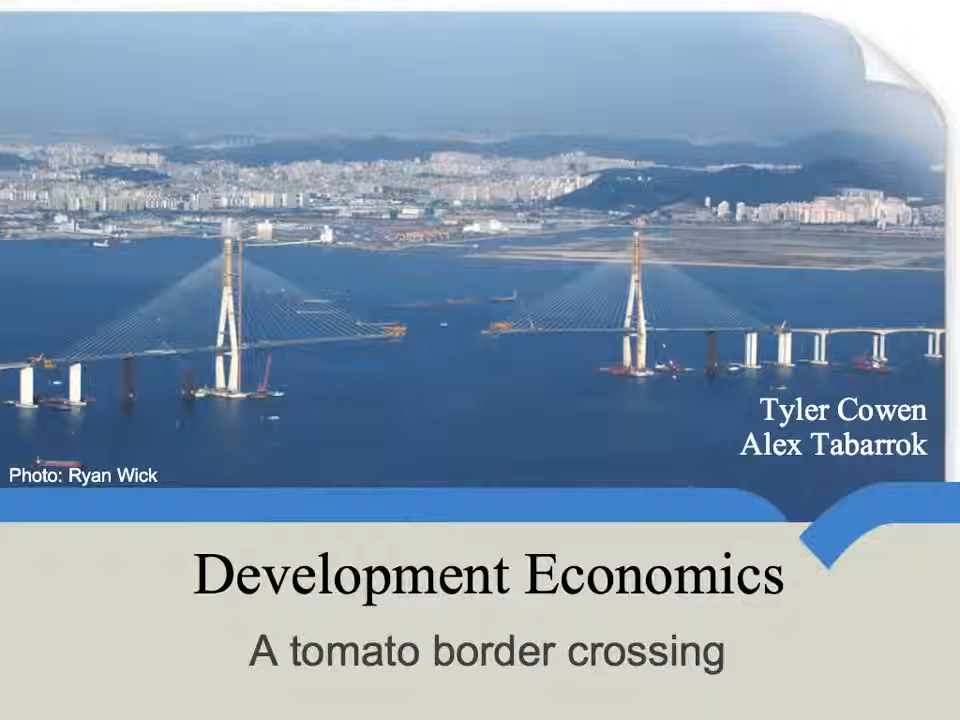 Tyler Cowen
Alex Tabarrok
Photo: Ryan Wick
Development Economics
A tomato border crossing